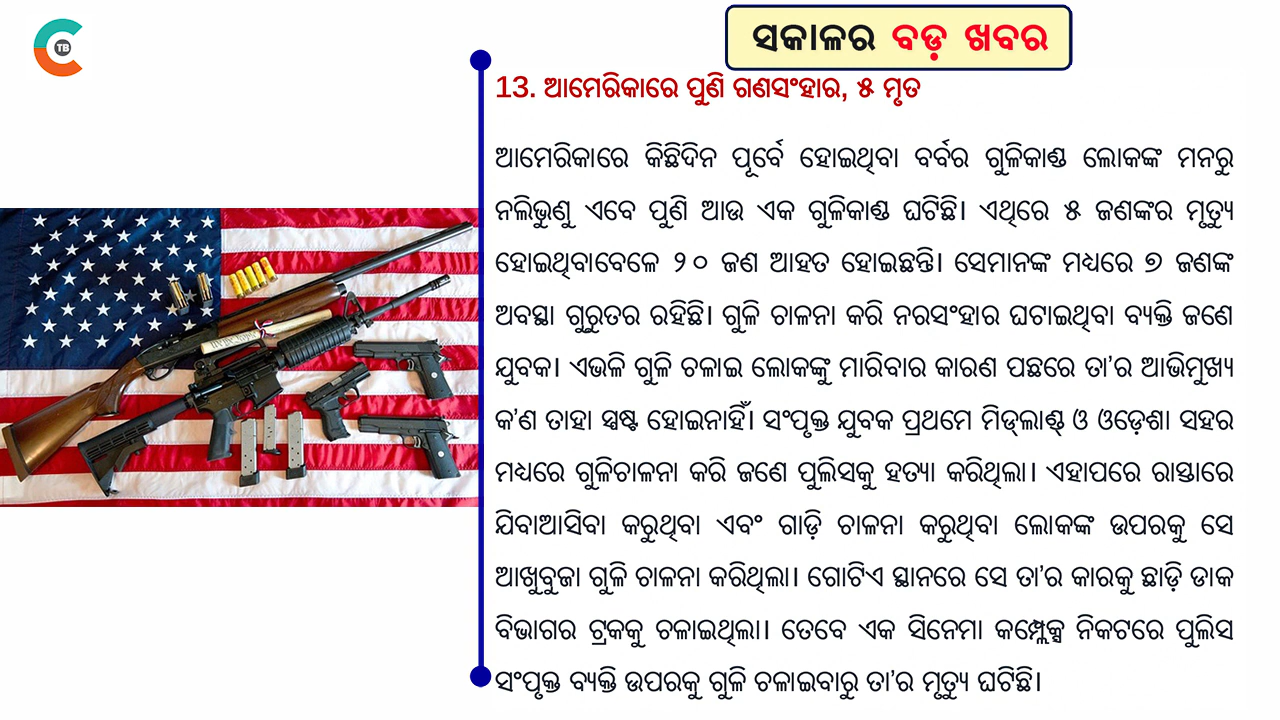 ସକାଳର ବଡ଼ ଖବର
TB
13. ଆମେରିକାରେ ପୁଣି ଗଣସଂହାର, ୫ ମୃତ
ଆମେରିକାରେ କିଛିଦିନ ପୂର୍ବେ ହୋଇଥିବା ବର୍ବର ଗୁଳିକାଣ୍ଡ ଲୋକଙ୍କ ମନରୁ
ନଲିଭୁଣୁ ଏବେ ପୁଣି ଆଉ ଏକ ଗୁଳିକାଣ୍ଡ ଘଟିଛି। ଏଥିରେ ୫ ଜଣଙ୍କର ମୃତ୍ୟୁ
ହୋଇଥିବାବେଳେ ୨୦ ଜଣ ଆହତ ହୋଇଛନ୍ତି। ସେମାନଙ୍କ ମଧ୍ୟରେ ୭ ଜଣଙ୍କ
ଅବସ୍ଥା ଗୁରୁତର ରହିଛି। ଗୁଳି ଚାଳନା କରି ନରସଂହାର ଘଟାଇଥିବା ବ୍ୟକ୍ତି ଜଣେ
ଯୁବକ। ଏଭଳି ଗୁଳି ଚଳାଇ ଲୋକଙ୍କୁ ମାରିବାର କାରଣ ପଛରେ ତା'ର ଆଭିମୁଖ୍ୟ
କ'ଣ ତାହା ସ୍ପଷ୍ଟ ହୋଇନାହିଁ। ସଂପୃକ୍ତ ଯୁବକ ପ୍ରଥମେ ମିଡ୍‌ଲାଣ୍ଡ୍ ଓ ଓଡ଼େଶା ସହର
ମଧ୍ୟରେ ଗୁଳିଚାଳନା କରି ଜଣେ ପୁଲିସକୁ ହତ୍ୟା କରିଥିଲା। ଏହାପରେ ରାସ୍ତାରେ
ଯିବାଆସିବା କରୁଥିବା ଏବଂ ଗାଡ଼ି ଚାଳନା କରୁଥିବା ଲୋକଙ୍କ ଉପରକୁ ସେ
ଆଖୁବୁଜା ଗୁଳି ଚାଳନା କରିଥିଲା। ଗୋଟିଏ ସ୍ଥାନରେ ସେ ତା'ର କାରକୁ ଛାଡ଼ି ଡାକ
ବିଭାଗର ଟ୍ରକକୁ ଚଳାଇଥିଲା। ତେବେ ଏକ ସିନେମା କମ୍ପ୍ଲେକ୍ସ ନିକଟରେ ପୁଲିସ
ସଂପୃକ୍ତ ବ୍ୟକ୍ତି ଉପରକୁ ଗୁଳି ଚଳାଇବାରୁ ତା'ର ମୃତ୍ୟୁ ଘଟିଛି।